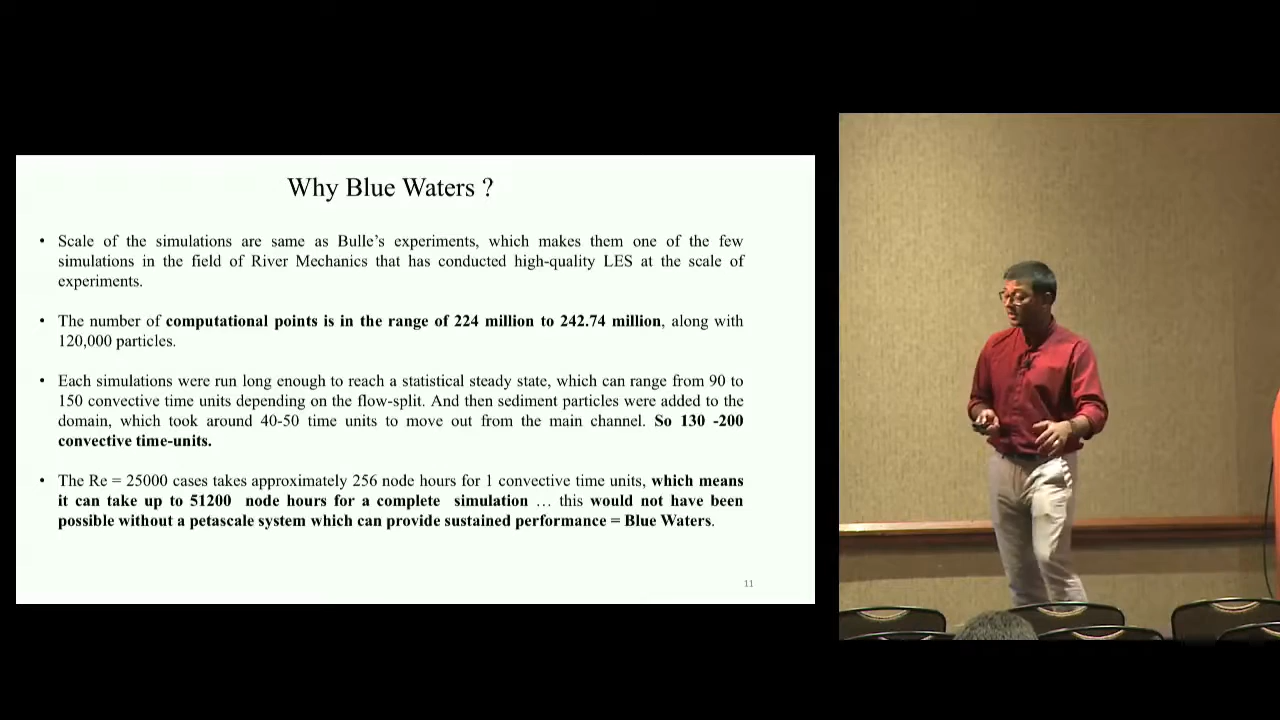 Why Blue Waters ?
• Scale of the simulations are same as Bulle's experiments, which makes them one of the few
simulations in the field of River Mechanics that has conducted high-quality LES at the scale of
experiments.
• The number of computational points is in the range of 224 million to 242.74 million, along with
120,000 particles.
• Each simulations were run long enough to reach a statistical steady state, which can range from 90 to
150 convective time units depending on the flow-split. And then sediment particles were added to the
domain, which took around 40-50 time units to move out from the main channel. So 130 -200
convective time-units.
• The Re = 25000 cases takes approximately 256 node hours for 1 convective time units, which means
it can take up to 51200 node hours for a complete simulation … this would not have been
possible without a petascale system which can provide sustained performance = Blue Waters.
11